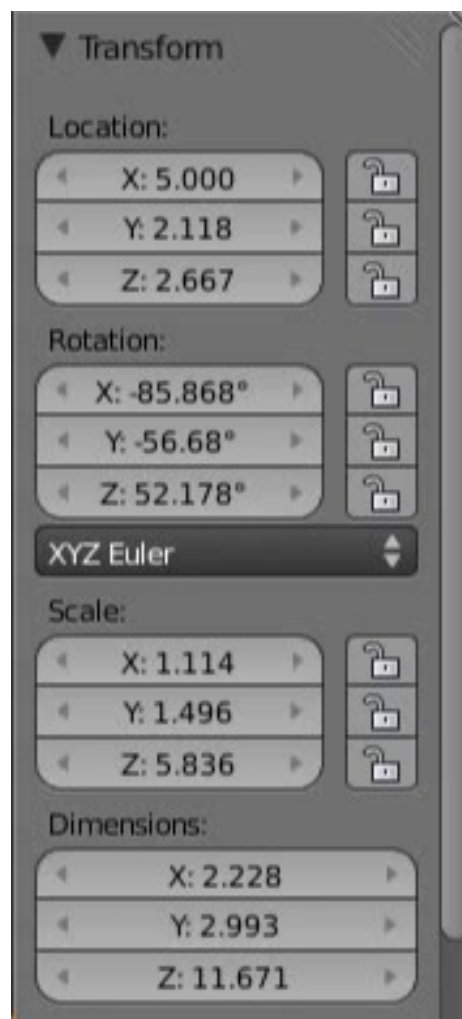 Transform
Location:
X: 5.000
Y: 2.118
Z: 2.667
Rotation:
X: -85.868°
Y: -56.68°
Z: 52.178°
XYZ Euler
Scale:
X: 1.114
Y: 1.496
Z: 5.836
Dimensions:
X: 2.228
Y: 2.993
Z: 11.671